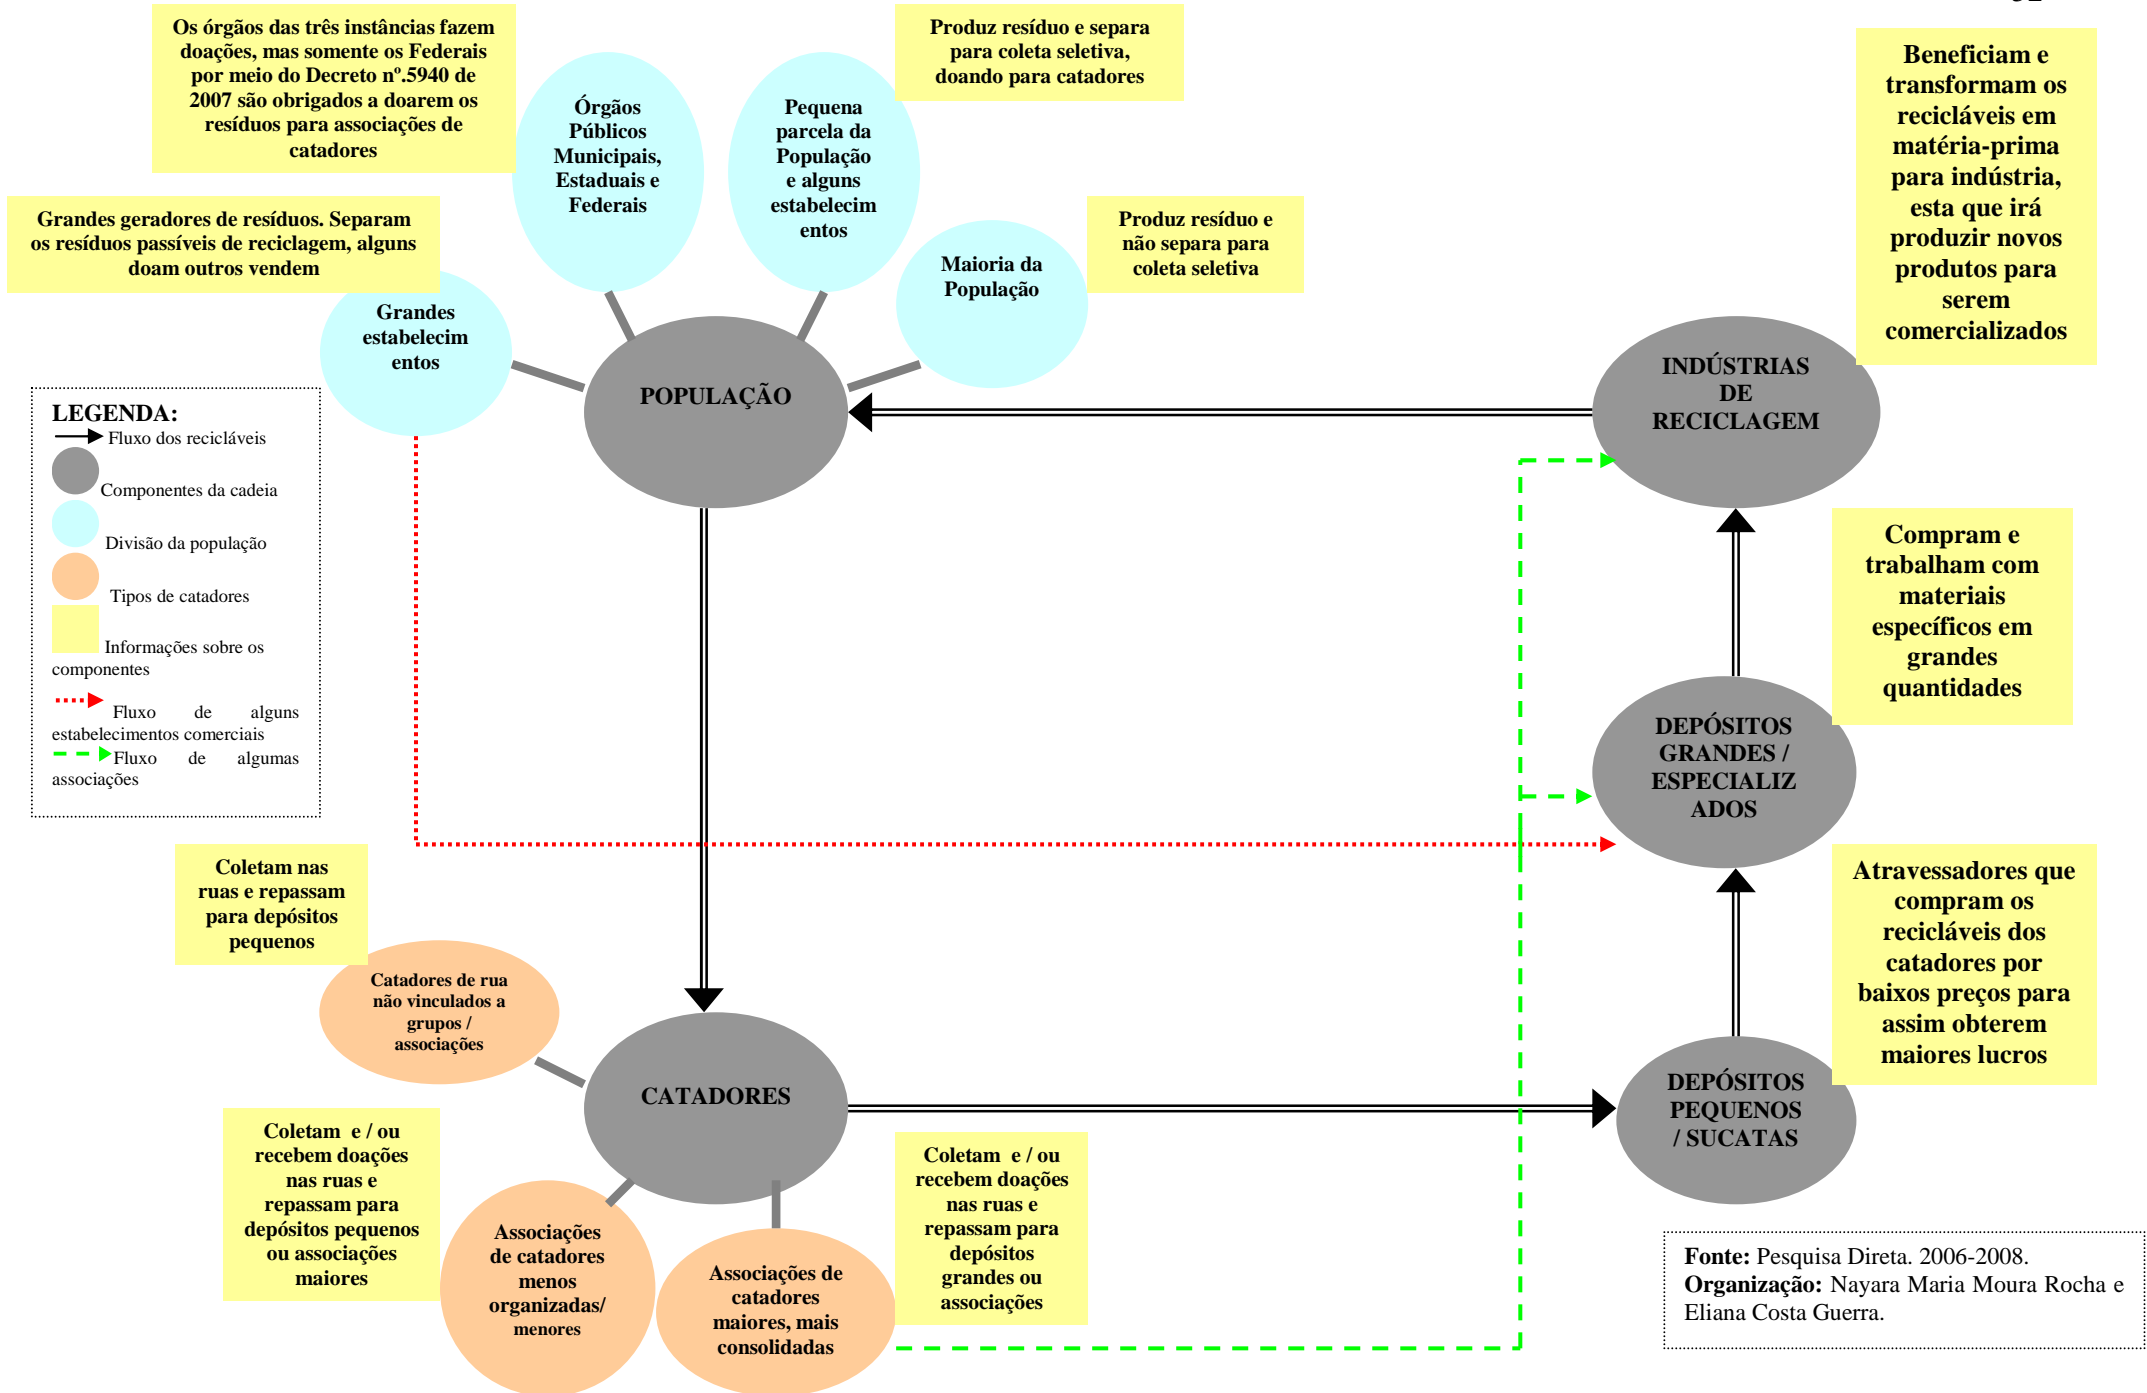 Os órgãos das três instâncias fazem
doações, mas somente os Federais
por meio do Decreto nº.5940 de
2007 são obrigados a doarem os
resíduos para associações de
catadores
Produz resíduo e separa
para coleta seletiva,
doando para catadores
Beneficiam e
transformam os
recicláveis em
matéria-prima
para indústria,
esta que irá
produzir novos
produtos para
serem
comercializados
Órgãos
Públicos
Municipais,
Estaduais e
Federais
Pequena
parcela da
População
e alguns
estabelecim
entos
Grandes geradores de resíduos. Separam
os resíduos passíveis de reciclagem, alguns
doam outros vendem
Produz resíduo e
não separa para
coleta seletiva
Maioria da
População
Grandes
estabelecim
entos
POPULAÇÃO
INDÚSTRIAS
DE
RECICLAGEM
LEGENDA:
Fluxo dos recicláveis
Componentes da cadeia
Divisão da população
Tipos de catadores
Informações sobre os
componentes
Fluxo de alguns
estabelecimentos comerciais
Fluxo de algumas
associações
Compram e
trabalham com
materiais
específicos em
grandes
quantidades
DEPÓSITOS
GRANDES /
ESPECIALIZ
ADOS
Coletam nas
ruas e repassam
para depósitos
pequenos
Atravessadores que
compram os
recicláveis dos
catadores por
baixos preços para
assim obterem
maiores lucros
Catadores de rua
não vinculados a
grupos /
associações
CATADORES
DEPÓSITOS
PEQUENOS
/ SUCATAS
Coletam e / ou
recebem doações
nas ruas e
repassam para
depósitos pequenos
ou associações
maiores
Coletam e / ou
recebem doações
nas ruas e
repassam para
depósitos
grandes ou
associações
Associações
de catadores
menos
organizadas/
menores
Associações de
catadores
maiores, mais
consolidadas
Fonte: Pesquisa Direta. 2006-2008.
Organização: Nayara Maria Moura Rocha e
Eliana Costa Guerra.